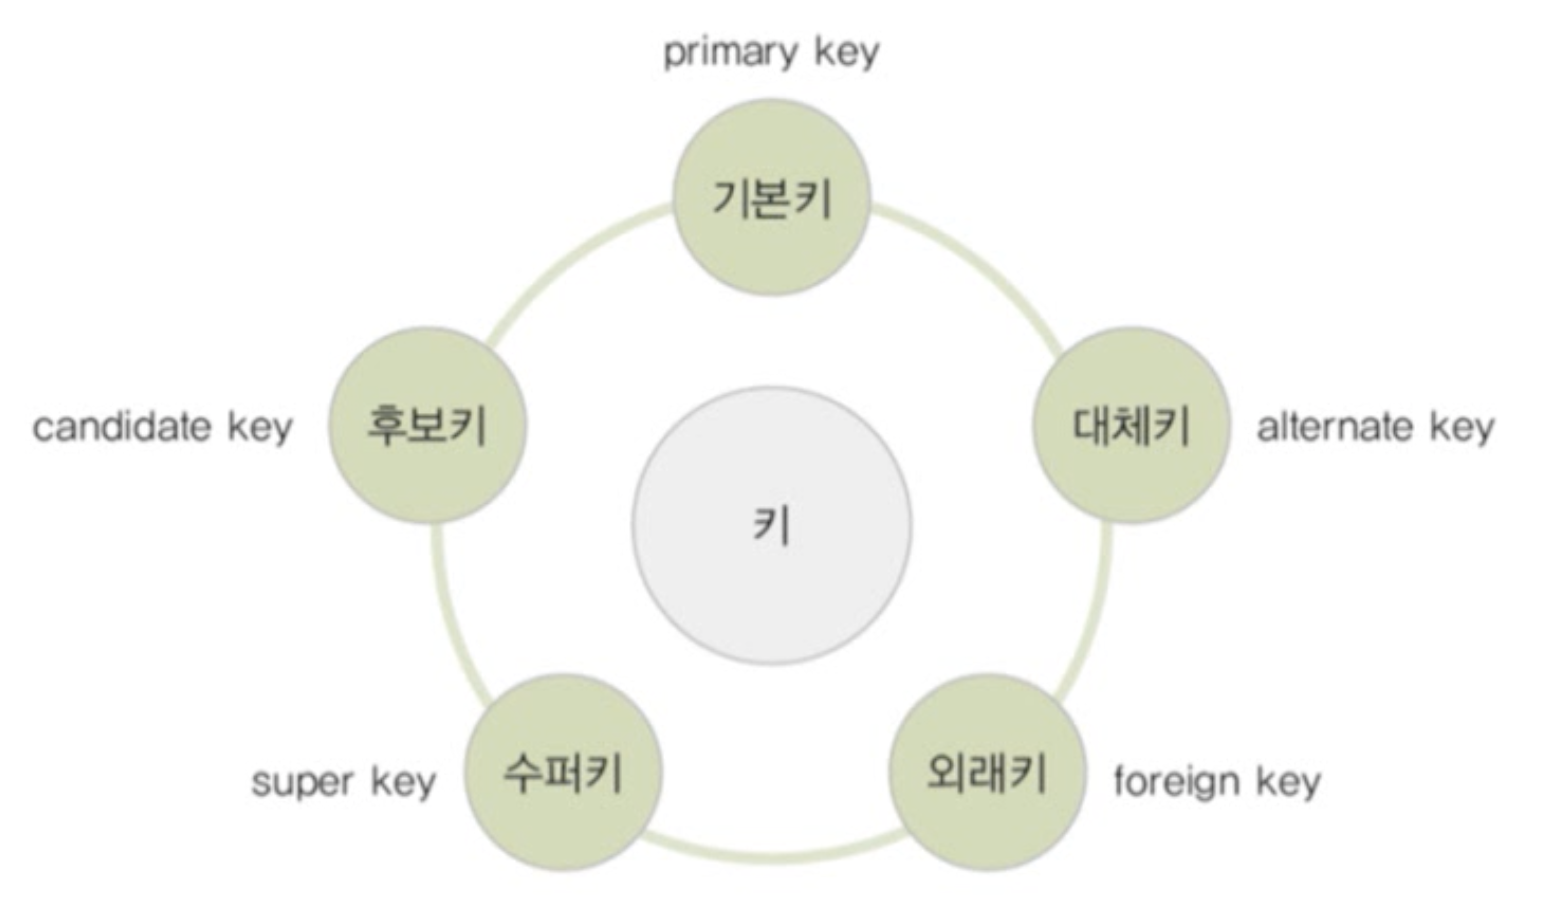 primary key
기본키
candidate key
후보키
대체키
alternate key
키
super key
수퍼키
외래키
foreign key